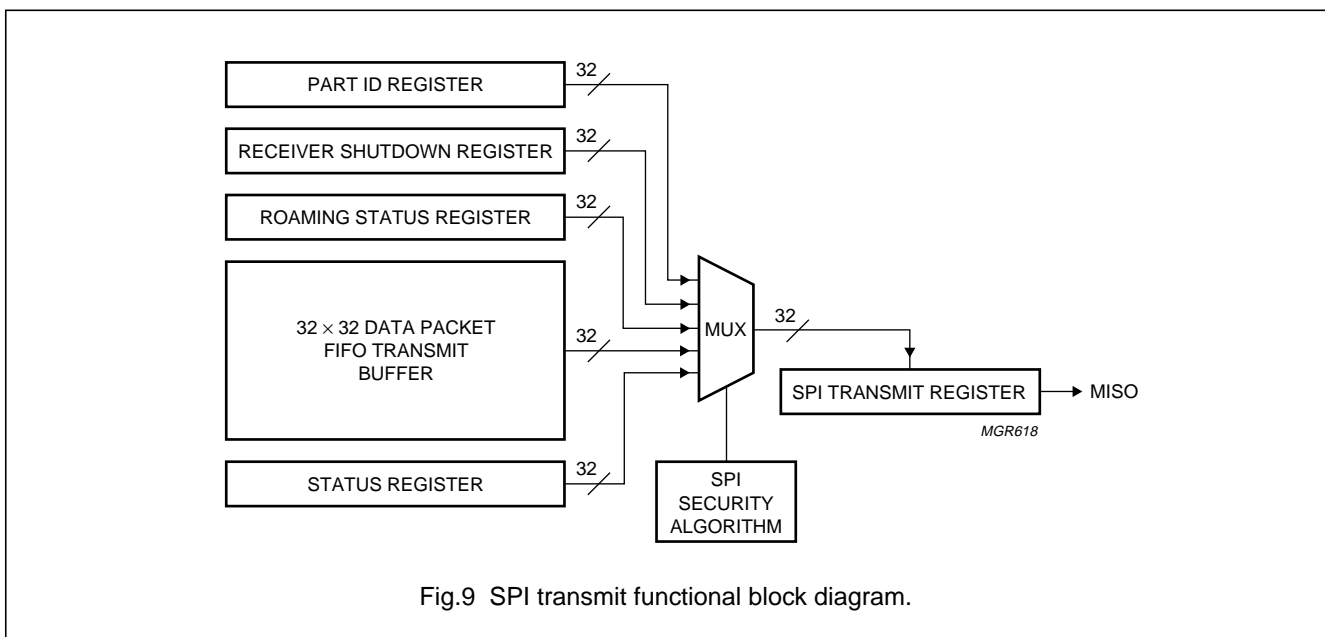 PART ID REGISTER
32
RECEIVER SHUTDOWN REGISTER
32
ROAMING STATUS REGISTER
32
32 × 32 DATA PACKET
FIFO TRANSMIT
BUFFER
32
STATUS REGISTER
32
MUX
32
SPI
SECURITY
ALGORITHM
SPI TRANSMIT REGISTER
MISO
MGR618
Fig.9 SPI transmit functional block diagram.